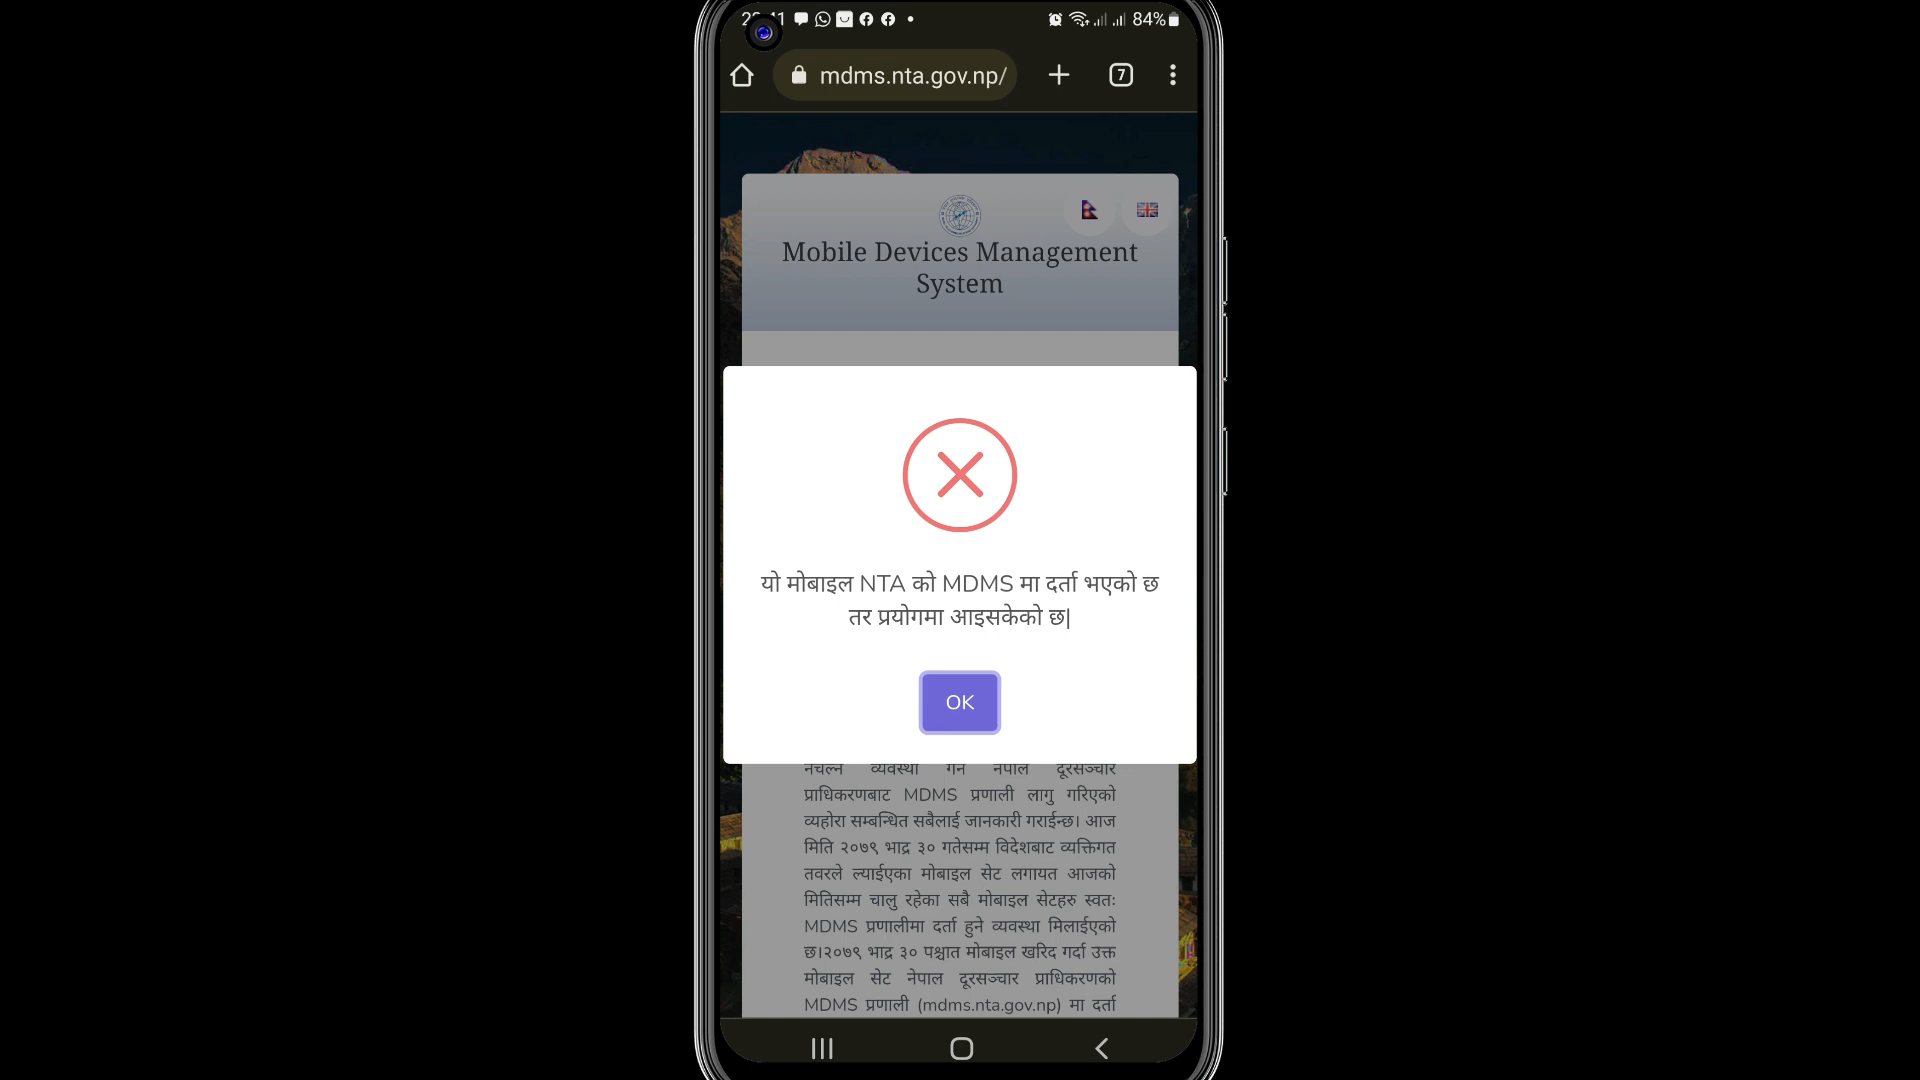 mdms.nta.gov.np/
7
84%
Mobile Devices Management
System
यो मोबाइल NTA को MDMS मा दर्ता भएको छ
तर प्रयोगमा आइसकेको छ|
OK
नचल्ने व्यवस्था गर्न नेपाल दूरसञ्चार
प्राधिकरणबाट MDMS प्रणाली लागु गरिएको
व्यहोरा सम्बन्धित सबैलाई जानकारी गराईन्छ। आज
मिति २०७९ भाद्र ३० गतेसम्म विदेशबाट व्यक्तिगत
तवरले ल्याईएका मोबाइल सेट लगायत आजको
मितिसम्म चालु रहेका सबै मोबाइल सेटहरु स्वतः
MDMS प्रणालीमा दर्ता हुने व्यवस्था मिलाईएको
छ।२०७९ भाद्र ३० पश्चात मोबाइल खरिद गर्दा उक्त
मोबाइल सेट नेपाल दूरसञ्चार प्राधिकरणको
MDMS प्रणाली (mdms.nta.gov.np) मा दर्ता